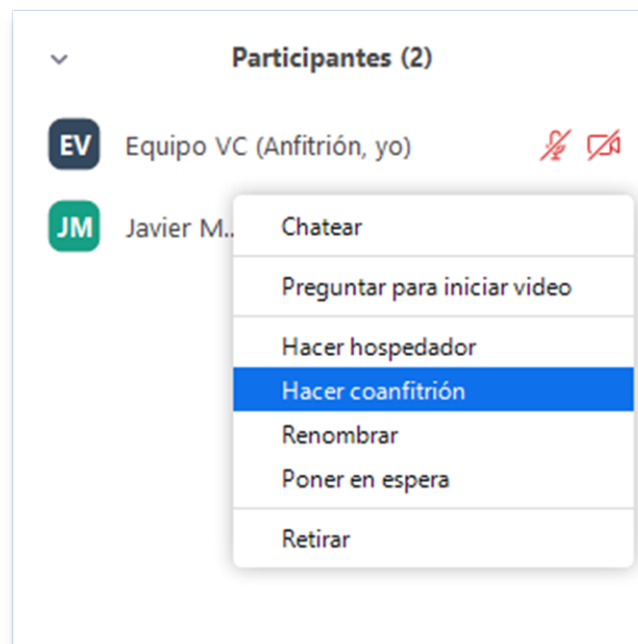 Participantes (2)
EV Equipo VC (Anfitrión, yo)
JM Javier M..
Chatear
Preguntar para iniciar video
Hacer hospedador
Hacer coanfitrión
Renombrar
Poner en espera
Retirar